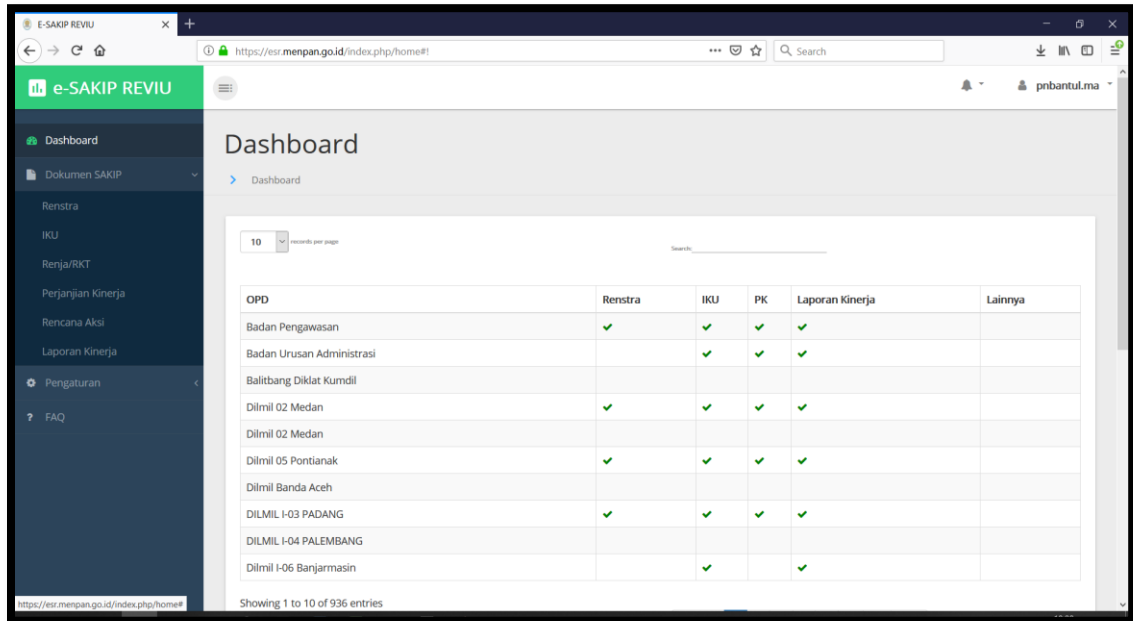 E-SAKIP REVIU
https://esr.menpan.go.id/index.php/home#!
Search
e-SAKIP REVIU
pnbantul.ma
Dashboard
Dokumen SAKIP
Renstra
IKU
Renja/RKT
Perjanjian Kinerja
Rencana Aksi
Laporan Kinerja
Pengaturan
? FAQ
Dashboard
Dashboard
10 records per page
Search:
OPD Renstra IKU PK Laporan Kinerja Lainnya
Badan Pengawasan ✔ ✔ ✔ ✔
Badan Urusan Administrasi ✔ ✔ ✔
Balitbang Diklat Kumdil
Dilmil 02 Medan ✔ ✔ ✔ ✔
Dilmil 02 Medan
Dilmil 05 Pontianak ✔ ✔ ✔ ✔
Dilmil Banda Aceh
DILMIL I-03 PADANG ✔ ✔ ✔ ✔
DILMIL I-04 PALEMBANG
Dilmil I-06 Banjarmasin ✔ ✔
Showing 1 to 10 of 936 entries
https://esr.menpan.go.id/index.php/home#